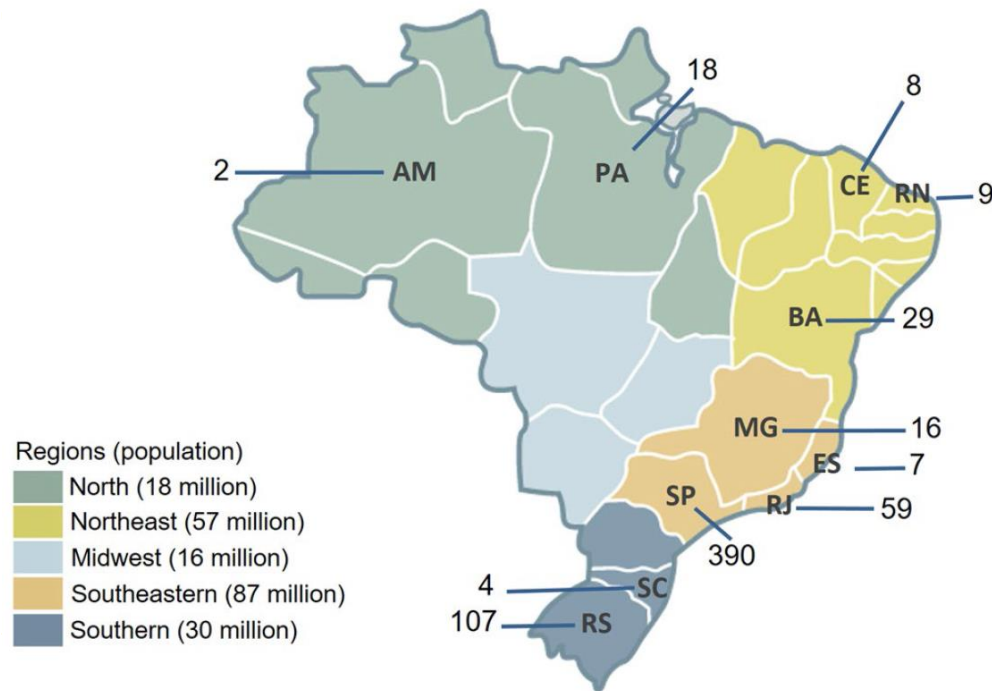 18
8
2
AM
PA
CE
RN
9
BA
29
MG
16
ES
7
SP
RJ
59
390
4
SC
107
RS
Regions (population)
North (18 million)
Northeast (57 million)
Midwest (16 million)
Southeastern (87 million)
Southern (30 million)